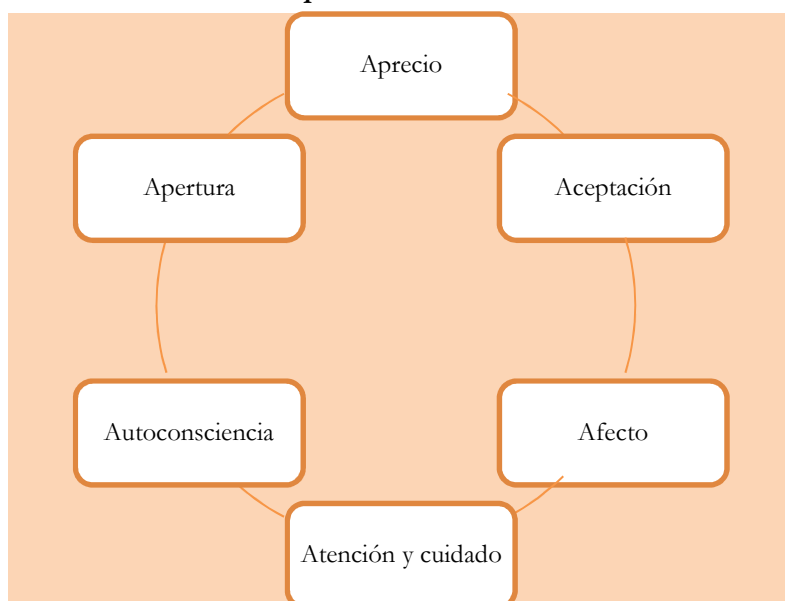 Aprecio
Apertura
Aceptación
Autoconsciencia
Afecto
Atención y cuidado